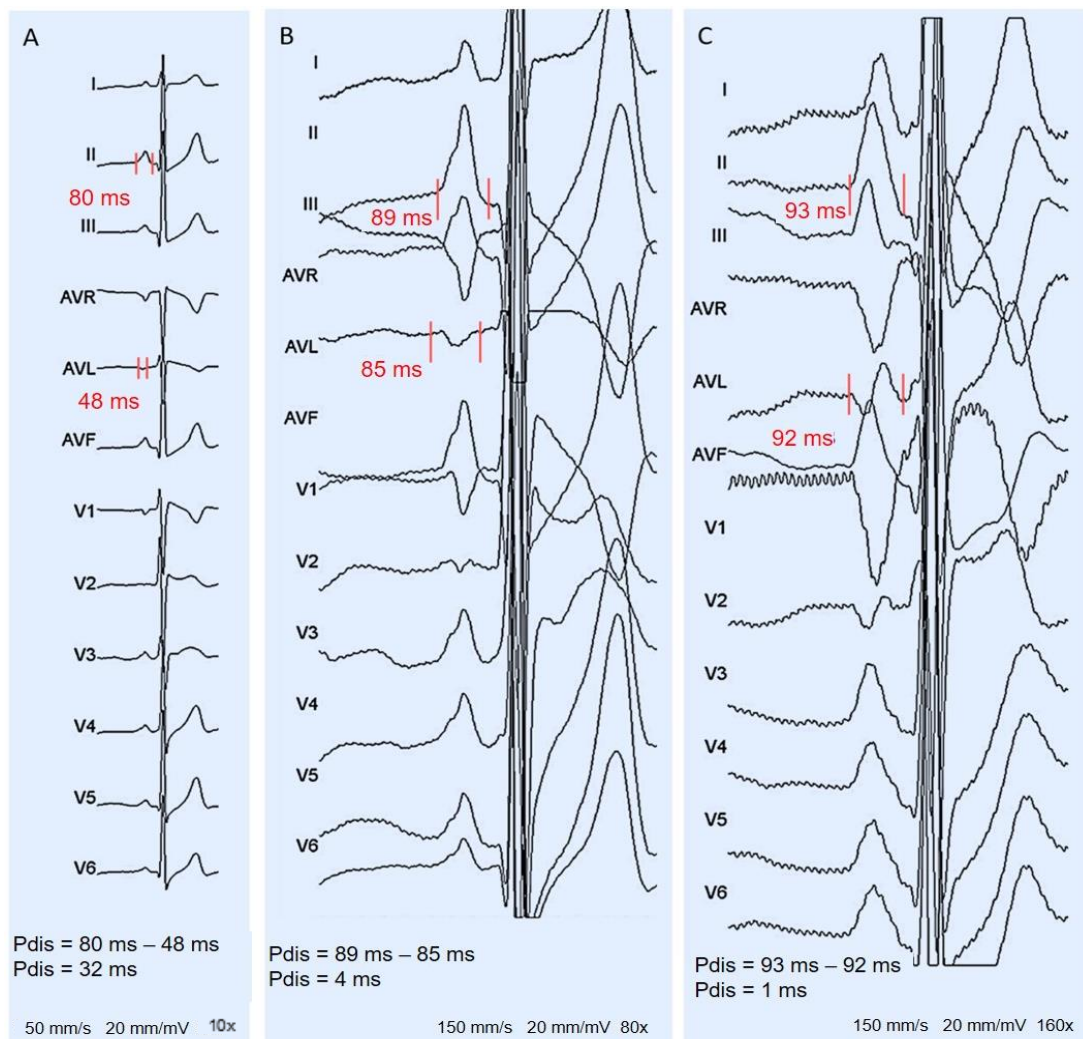 A
I
II
80 ms
III
AVR
AVL
48 ms
AVF
V1
V2
V3
V4
V5
V6
Pdis = 80 ms – 48 ms
Pdis = 32 ms
50 mm/s 20 mm/mV 10x
B
I
II
III
89 ms
AVR
AVL
85 ms
AVF
V1
V2
V3
V4
V5
V6
Pdis = 89 ms – 85 ms
Pdis = 4 ms
150 mm/s 20 mm/mV 80x
C
I
II
93 ms
III
AVR
AVL
92 ms
AVF
V1
V2
V3
V4
V5
V6
Pdis = 93 ms – 92 ms
Pdis = 1 ms
150 mm/s 20 mm/mV 160x